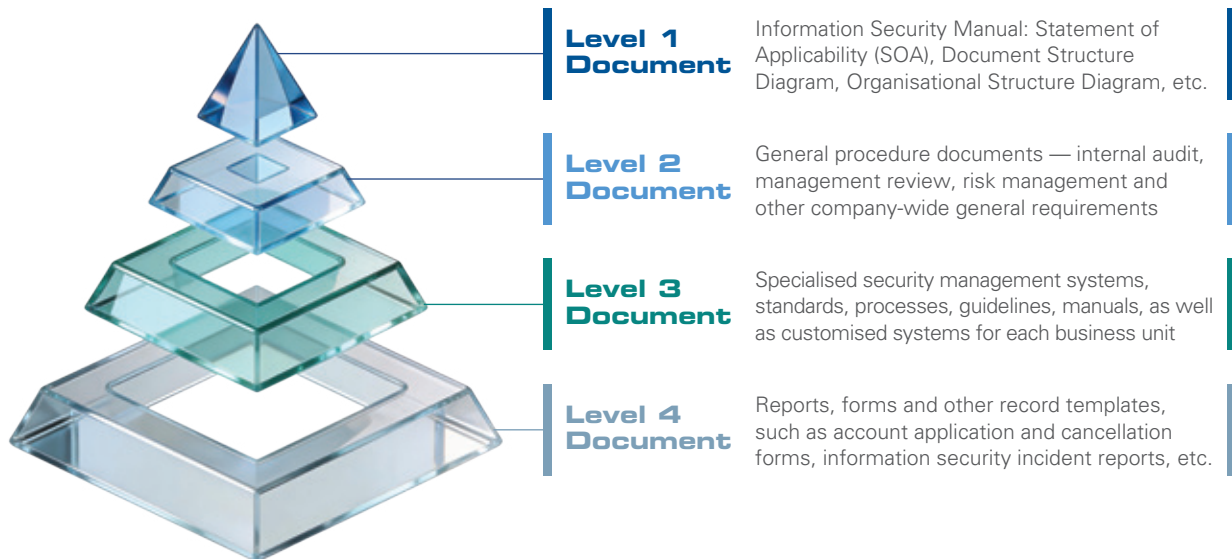 Level 1
Document
Information Security Manual: Statement of
Applicability (SOA), Document Structure
Diagram, Organisational Structure Diagram, etc.
Level 2
Document
General procedure documents — internal audit,
management review, risk management and
other company-wide general requirements
Level 3
Document
Specialised security management systems,
standards, processes, guidelines, manuals, as well
as customised systems for each business unit
Level 4
Document
Reports, forms and other record templates,
such as account application and cancellation
forms, information security incident reports, etc.